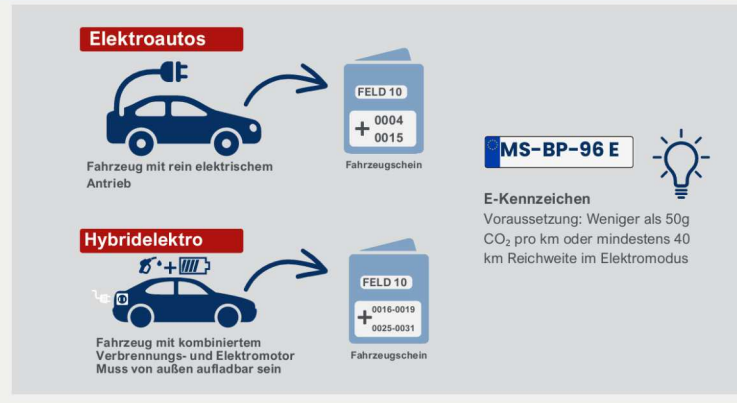 Elektroautos
FELD 10
+ 0004
0015
Fahrzeugschein
Fahrzeug mit rein elektrischem
Antrieb
MS-BP-96 E
E-Kennzeichen
Voraussetzung: Weniger als 50g
CO₂ pro km oder mindestens 40
km Reichweite im Elektromodus
Hybridelektro
+
FELD 10
+ 0016-0019
0025-0031
Fahrzeugschein
Fahrzeug mit kombiniertem
Verbrennungs- und Elektromotor
Muss von außen aufladbar sein